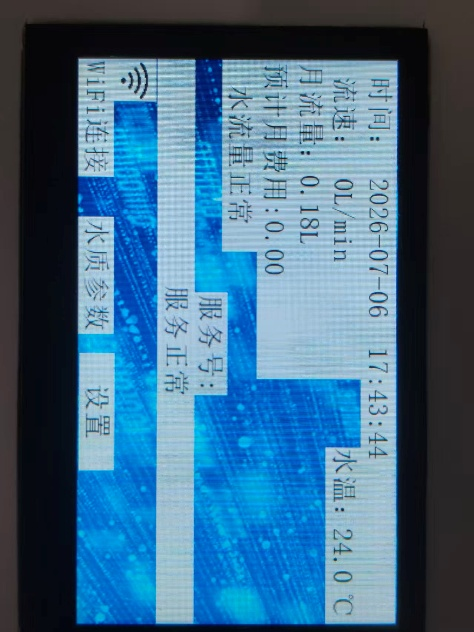 时间: 2026-07-06 17:43:44
流速: 0L/min
水温: 24.0℃
月流量: 0.18L
预计月费用:0.00
水流量正常
服务号:
服务正常
WiFi连接
水质参数
设置